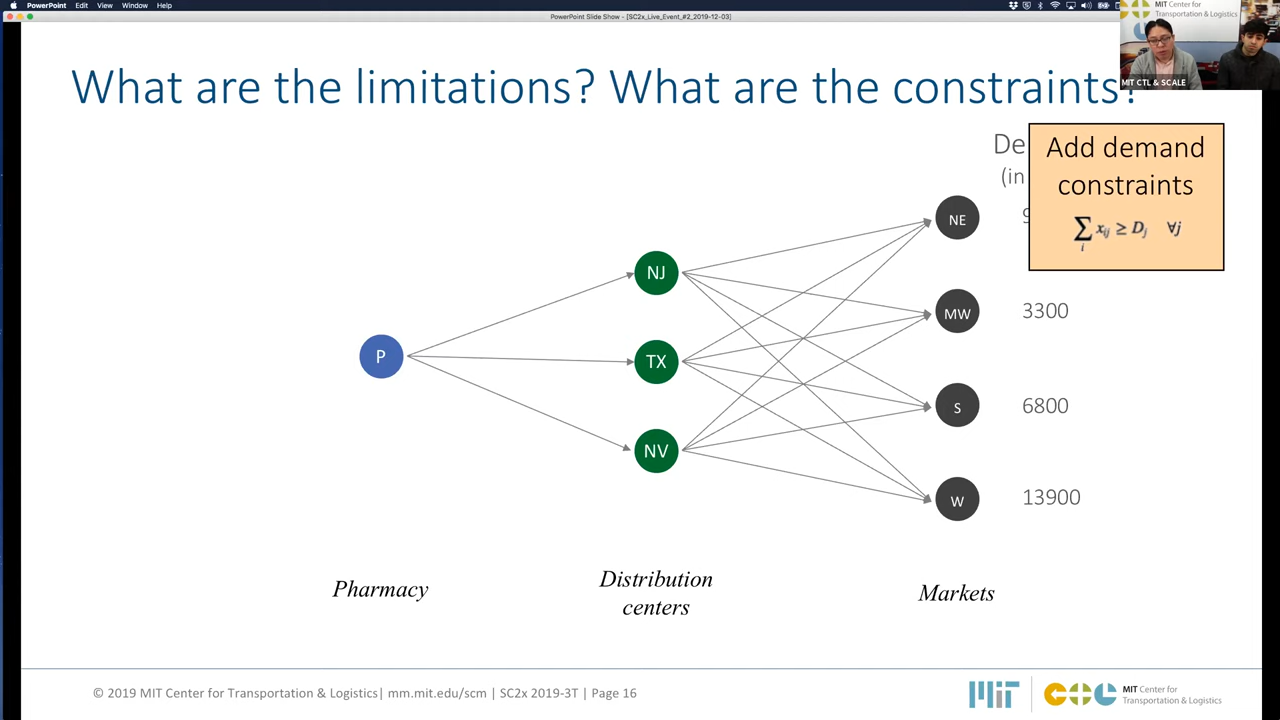 PowerPoint Edit View Window Help
PowerPoint Slide Show - [SC2x_Live_Event_#2_2019-12-03]
MIT Center for
Transportation & Logistics
MIT CTL & SCALE
What are the limitations? What are the constraints?
De
(in
Add demand
constraints
∑ xij ≥ Dj ∀j
i
NE
9
NJ
MW 3300
P
TX
S 6800
NV
W 13900
Pharmacy
Distribution
centers
Markets
© 2019 MIT Center for Transportation & Logistics| mm.mit.edu/scm | SC2x 2019-3T | Page 16
MIT
CTL
MIT Center for
Transportation & Logistics